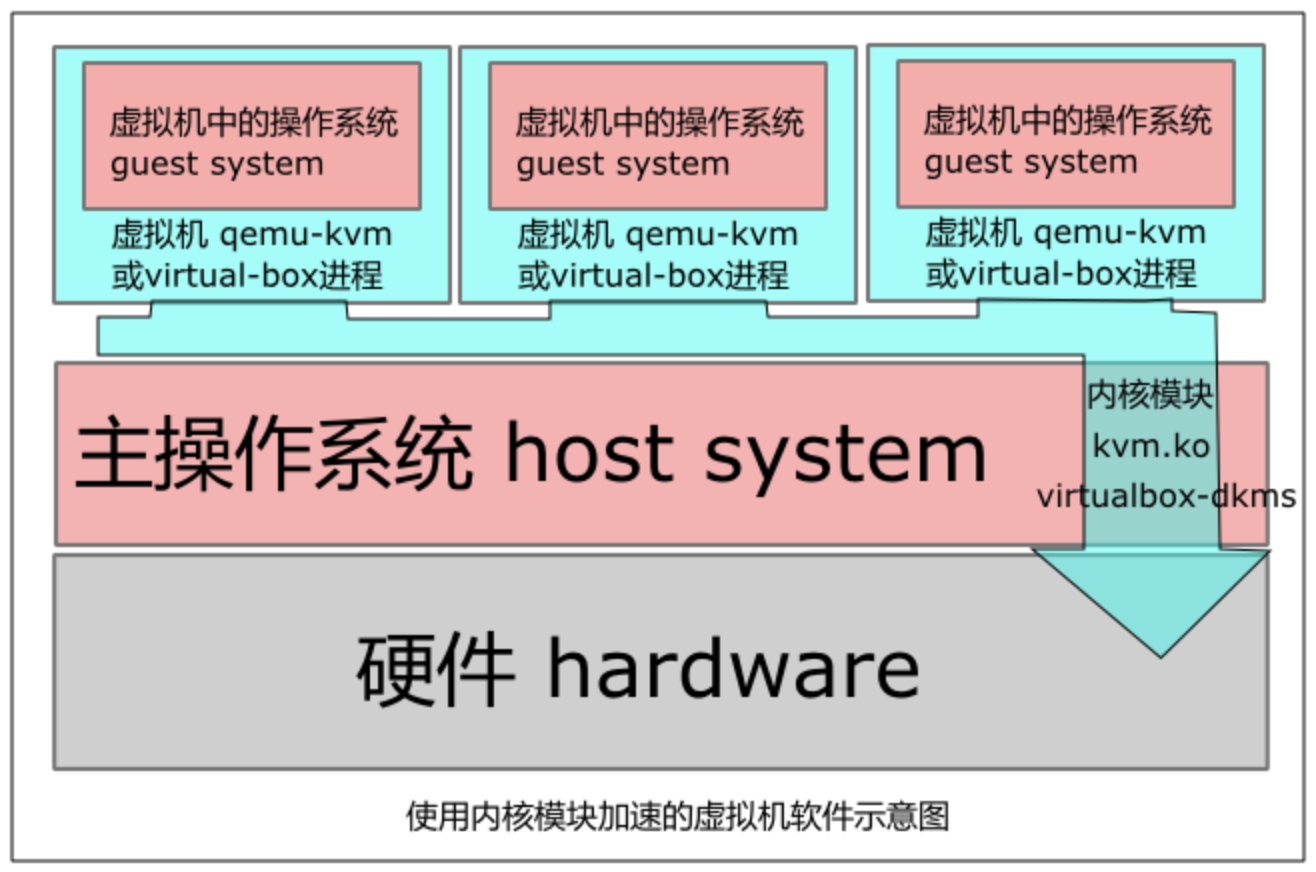 虚拟机中的操作系统
guest system
虚拟机 qemu-kvm
或virtual-box进程
虚拟机中的操作系统
guest system
虚拟机 qemu-kvm
或virtual-box进程
虚拟机中的操作系统
guest system
虚拟机 qemu-kvm
或virtual-box进程
主操作系统 host system
内核模块
kvm.ko
virtualbox-dkms
硬件 hardware
使用内核模块加速的虚拟机软件示意图